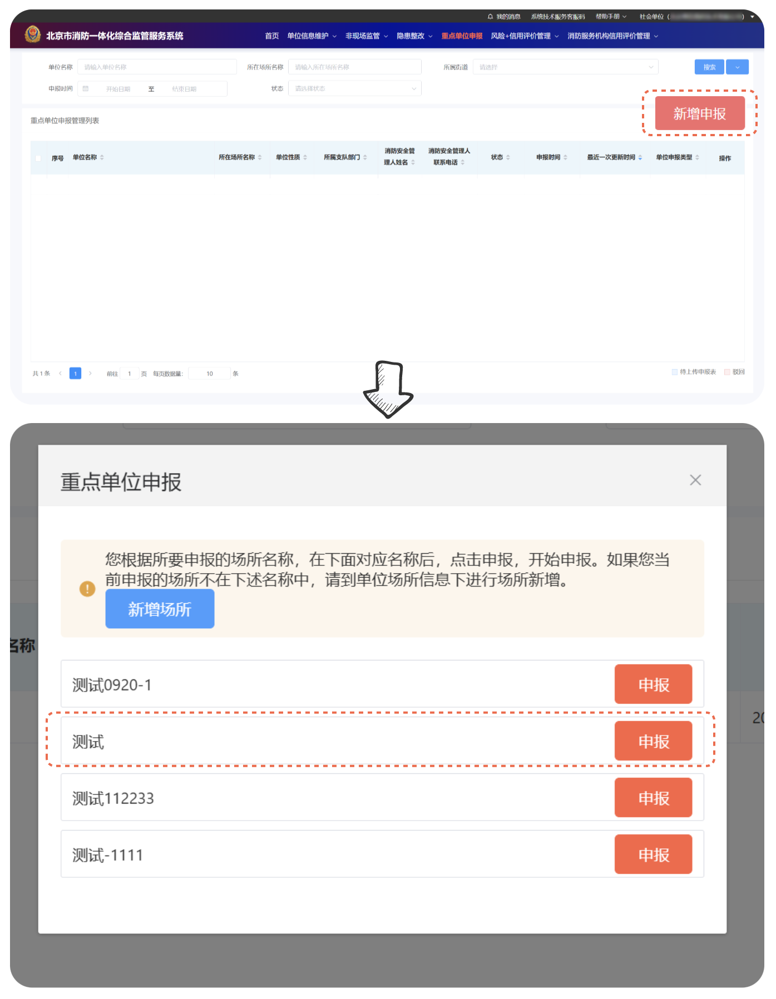 我的消息 系统技术服务客服码 帮助手册 社会单位（ ）
北京市消防一体化综合监管服务系统 首页 单位信息维护 非现场监管 隐患整改 重点单位申报 风险+信用评价管理 消防服务机构信用评价管理
单位名称 请输入单位名称 所在场所名称 请输入所在场所名称 所属街道 请选择 搜索
申报时间 开始日期 至 结束日期 状态 请选择状态
新增申报
重点单位申报管理列表
序号 单位名称 所在场所名称 单位性质 所属支队部门 消防安全管理人姓名 消防安全管理人联系电话 状态 申报时间 最近一次更新时间 单位申报类型 操作
共1条 1 前往 1 页 每页数据量： 10 条 待上传申报表 驳回
重点单位申报
您根据所要申报的场所名称，在下面对应名称后，点击申报，开始申报。如果您当
前申报的场所不在下述名称中，请到单位场所信息下进行场所新增。
新增场所
名称
测试0920-1 申报
20
测试 申报
测试112233 申报
测试-1111 申报